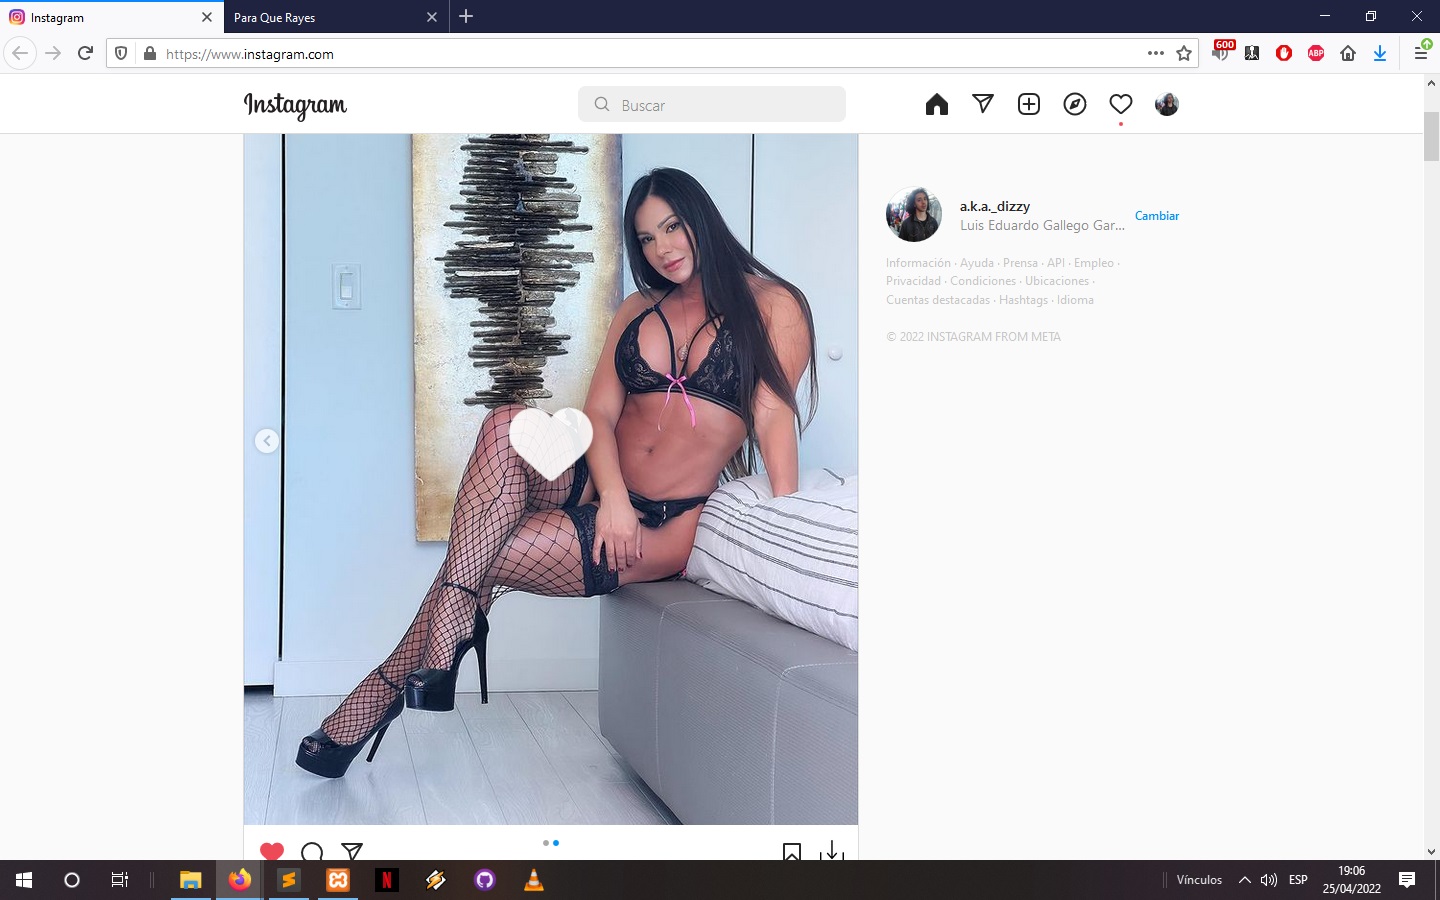 Instagram
Para Que Rayes
https://www.instagram.com
600
ABP
Instagram
Buscar
a.k.a._dizzy
Luis Eduardo Gallego Gar...
Cambiar
Información · Ayuda · Prensa · API · Empleo ·
Privacidad · Condiciones · Ubicaciones ·
Cuentas destacadas · Hashtags · Idioma
© 2022 INSTAGRAM FROM META
N
Vínculos
ESP
19:06
25/04/2022